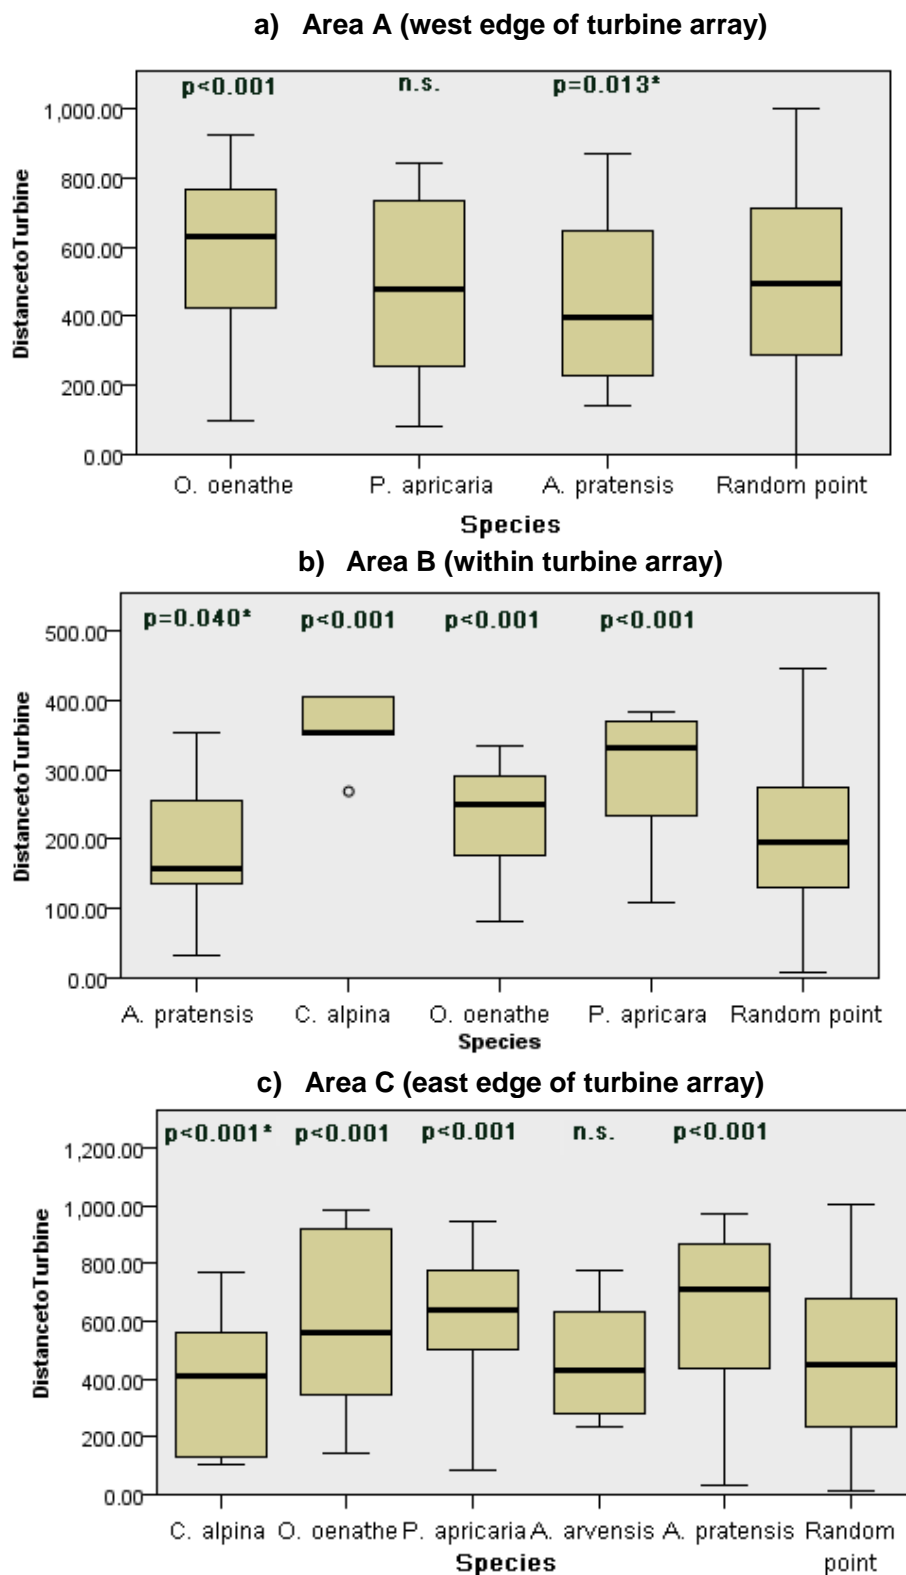 a) Area A (west edge of turbine array)
p<0.001 n.s. p=0.013*
1,000.00
800.00
600.00
400.00
200.00
0.00
DistancetoTurbine
O. oenathe P. apricaria A. pratensis Random point
Species
b) Area B (within turbine array)
p=0.040* p<0.001 p<0.001 p<0.001
500.00
400.00
300.00
200.00
100.00
0.00
DistancetoTurbine
A. pratensis C. alpina O. oenathe P. apricara Random point
Species
c) Area C (east edge of turbine array)
p<0.001* p<0.001 p<0.001 n.s. p<0.001
1,200.00
1,000.00
800.00
600.00
400.00
200.00
0.00
DistancetoTurbine
C. alpina O. oenathe P. apricaria A. arvensis A. pratensis Random
point
Species